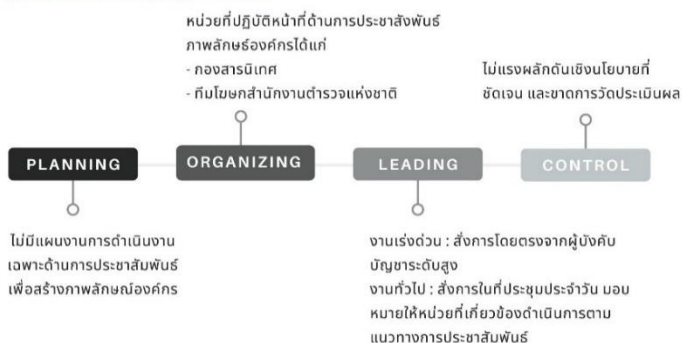 หน่วยที่ปฏิบัติหน้าที่ด้านการประชาสังพันธ์
ภาพลักษธ์องค์กรได้แก่
- กองสารนิเทศ
- ทีมโฆษกสำนักงานตำรวจแห่งชาติ
ไม่แรงผลักดันเชิงนโยบายที่
ชัดเจน และขาดการวัดประเมินผล
PLANNING
ORGANIZING
LEADING
CONTROL
ไม่มีแผนงานการดำเนินงาน
เฉพาะด้านการประชาสัมพันธ์
เพื่อสร้างภาพลักษณ์องค์กร
งานเร่งด่วน : สั่งการโดยตรงจากผู้บังคับ
บัญชาระดับสูง
งานทั่วไป : สั่งการในที่ประชุมประจำวัน มอบ
หมายให้หน่วยที่เกี่ยวข้องดำเนินการตาม
แนวทางการประชาสัมพันธ์